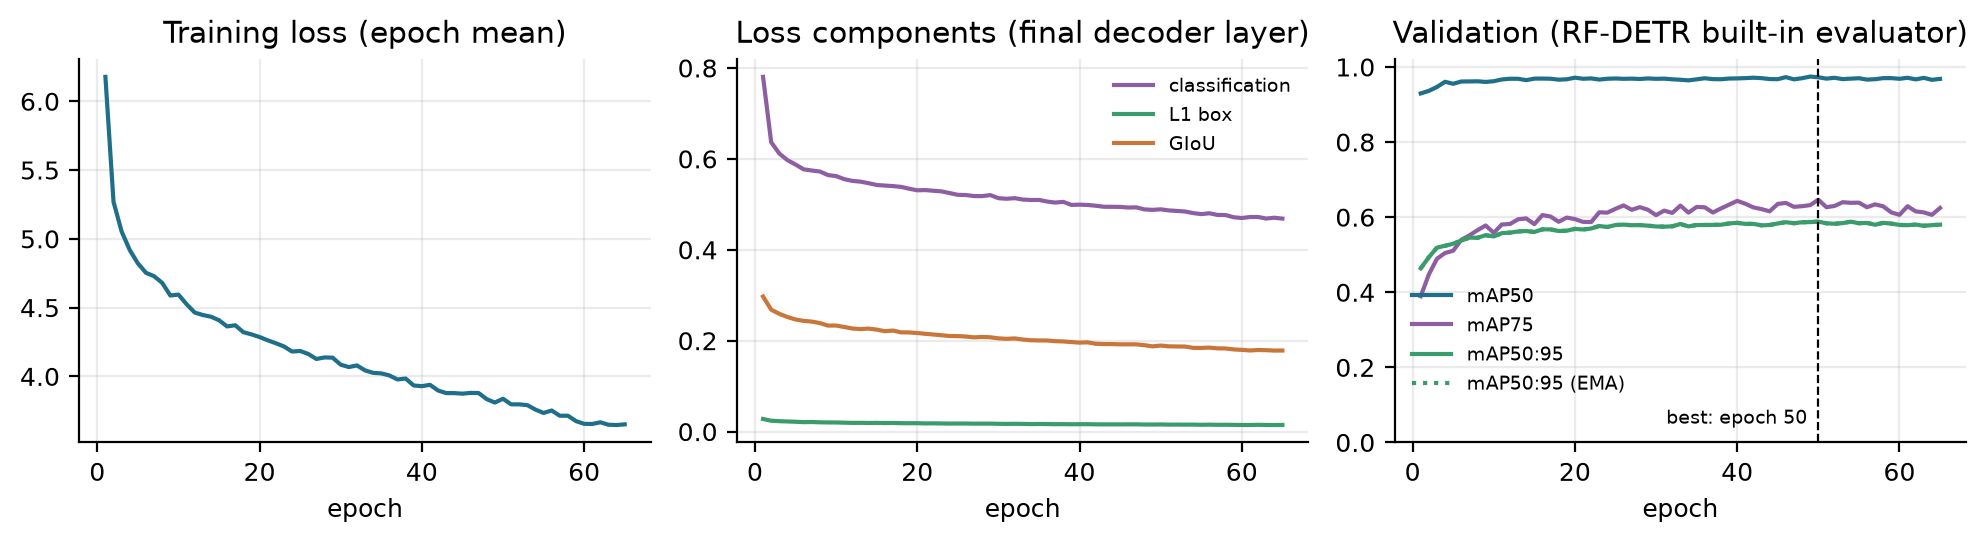 Training loss (epoch mean)
6.0
5.5
5.0
4.5
4.0
0 20 40 60
epoch
Loss components (final decoder layer)
0.8
0.6
0.4
0.2
0.0
classification
L1 box
GIoU
0 20 40 60
epoch
Validation (RF-DETR built-in evaluator)
1.0
0.8
0.6
0.4
0.2
0.0
mAP50
mAP75
mAP50:95
mAP50:95 (EMA)
best: epoch 50
0 20 40 60
epoch